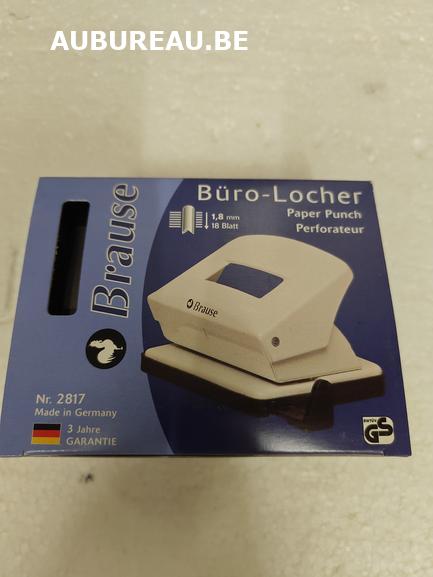 AUBUREAU.BE
Büro-Locher
Paper Punch
Perforateur
1,8 mm
18 Blatt
Brause
Brause
Nr. 2817
Made in Germany
3 Jahre
GARANTIE
GS